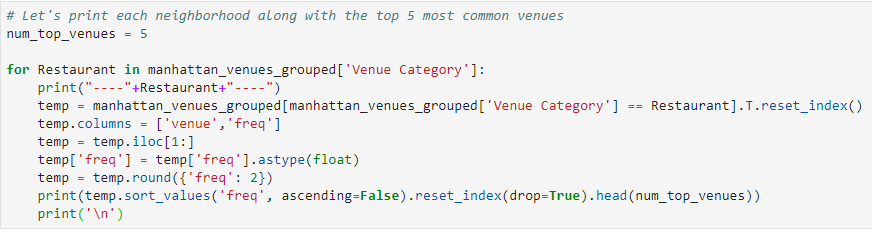 # Let's print each neighborhood along with the top 5 most common venues
num_top_venues = 5

for Restaurant in manhattan_venues_grouped['Venue Category']:
    print("----"+Restaurant+"----")
    temp = manhattan_venues_grouped[manhattan_venues_grouped['Venue Category'] == Restaurant].T.reset_index()
    temp.columns = ['venue','freq']
    temp = temp.iloc[1:]
    temp['freq'] = temp['freq'].astype(float)
    temp = temp.round({'freq': 2})
    print(temp.sort_values('freq', ascending=False).reset_index(drop=True).head(num_top_venues))
    print('\n')